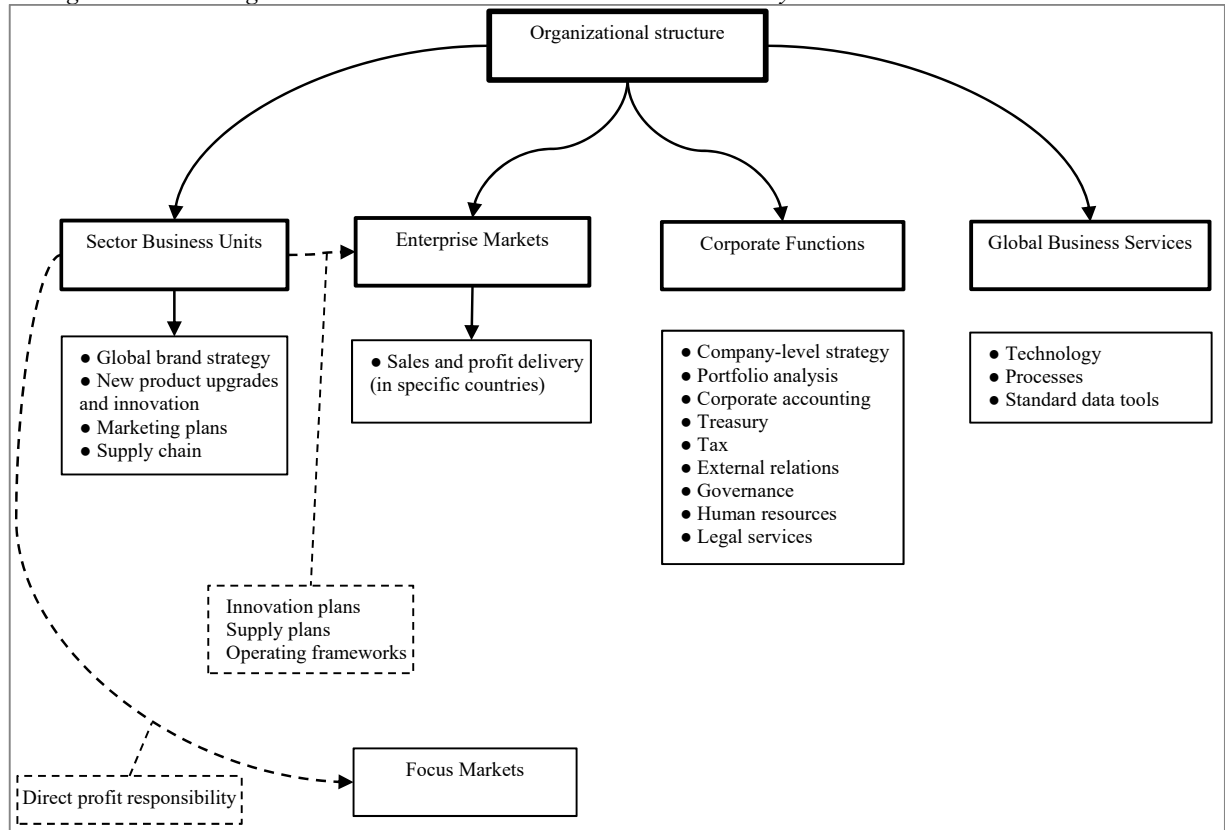 Organizational structure
Sector Business Units
Enterprise Markets
Corporate Functions
Global Business Services
● Global brand strategy
● New product upgrades
and innovation
● Marketing plans
● Supply chain
● Sales and profit delivery
(in specific countries)
● Company-level strategy
● Portfolio analysis
● Corporate accounting
● Treasury
● Tax
● External relations
● Governance
● Human resources
● Legal services
● Technology
● Processes
● Standard data tools
Innovation plans
Supply plans
Operating frameworks
Focus Markets
Direct profit responsibility